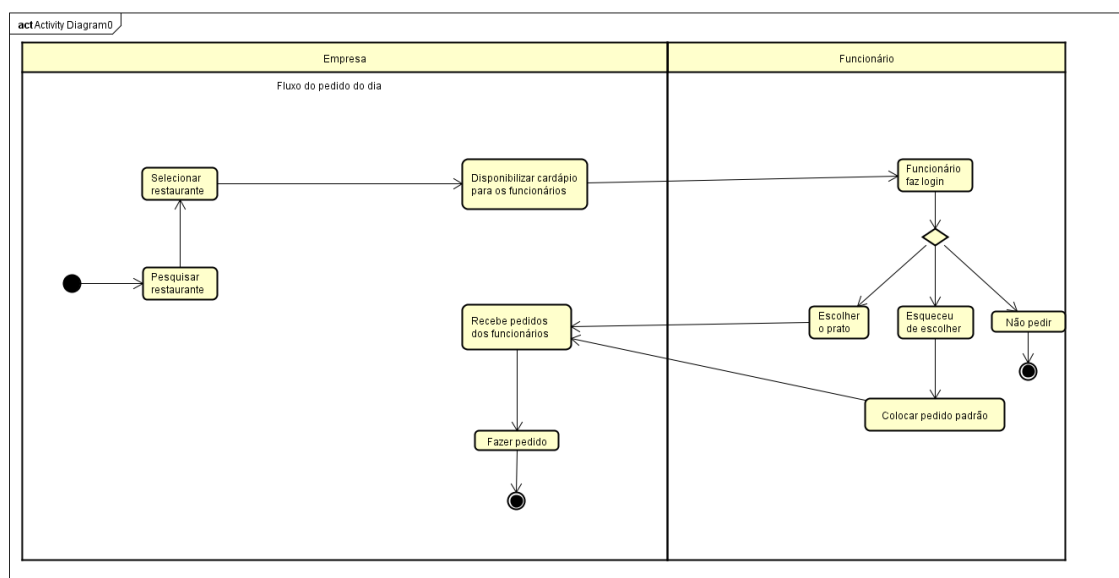 act Activity Diagram0
Empresa
Funcionário
Fluxo do pedido do dia
Selecionar
restaurante
Disponibilizar cardápio
para os funcionários
Funcionário
faz login
Pesquisar
restaurante
Recebe pedidos
dos funcionários
Escolher
o prato
Esqueceu
de escolher
Não pedir
Colocar pedido padrão
Fazer pedido